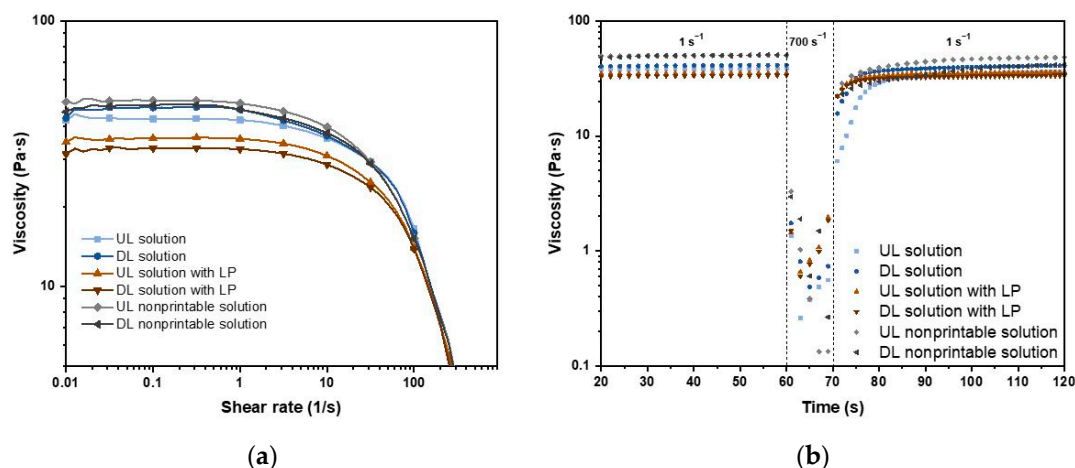 100
10
Viscosity (Pa·s)
UL solution
DL solution
UL solution with LP
DL solution with LP
UL nonprintable solution
DL nonprintable solution
0.01 0.1 1 10 100
Shear rate (1/s)
(a)
100
10
1
0.1
Viscosity (Pa·s)
1 s⁻¹ 700 s⁻¹ 1 s⁻¹
UL solution
DL solution
UL solution with LP
DL solution with LP
UL nonprintable solution
DL nonprintable solution
20 30 40 50 60 70 80 90 100 110 120
Time (s)
(b)